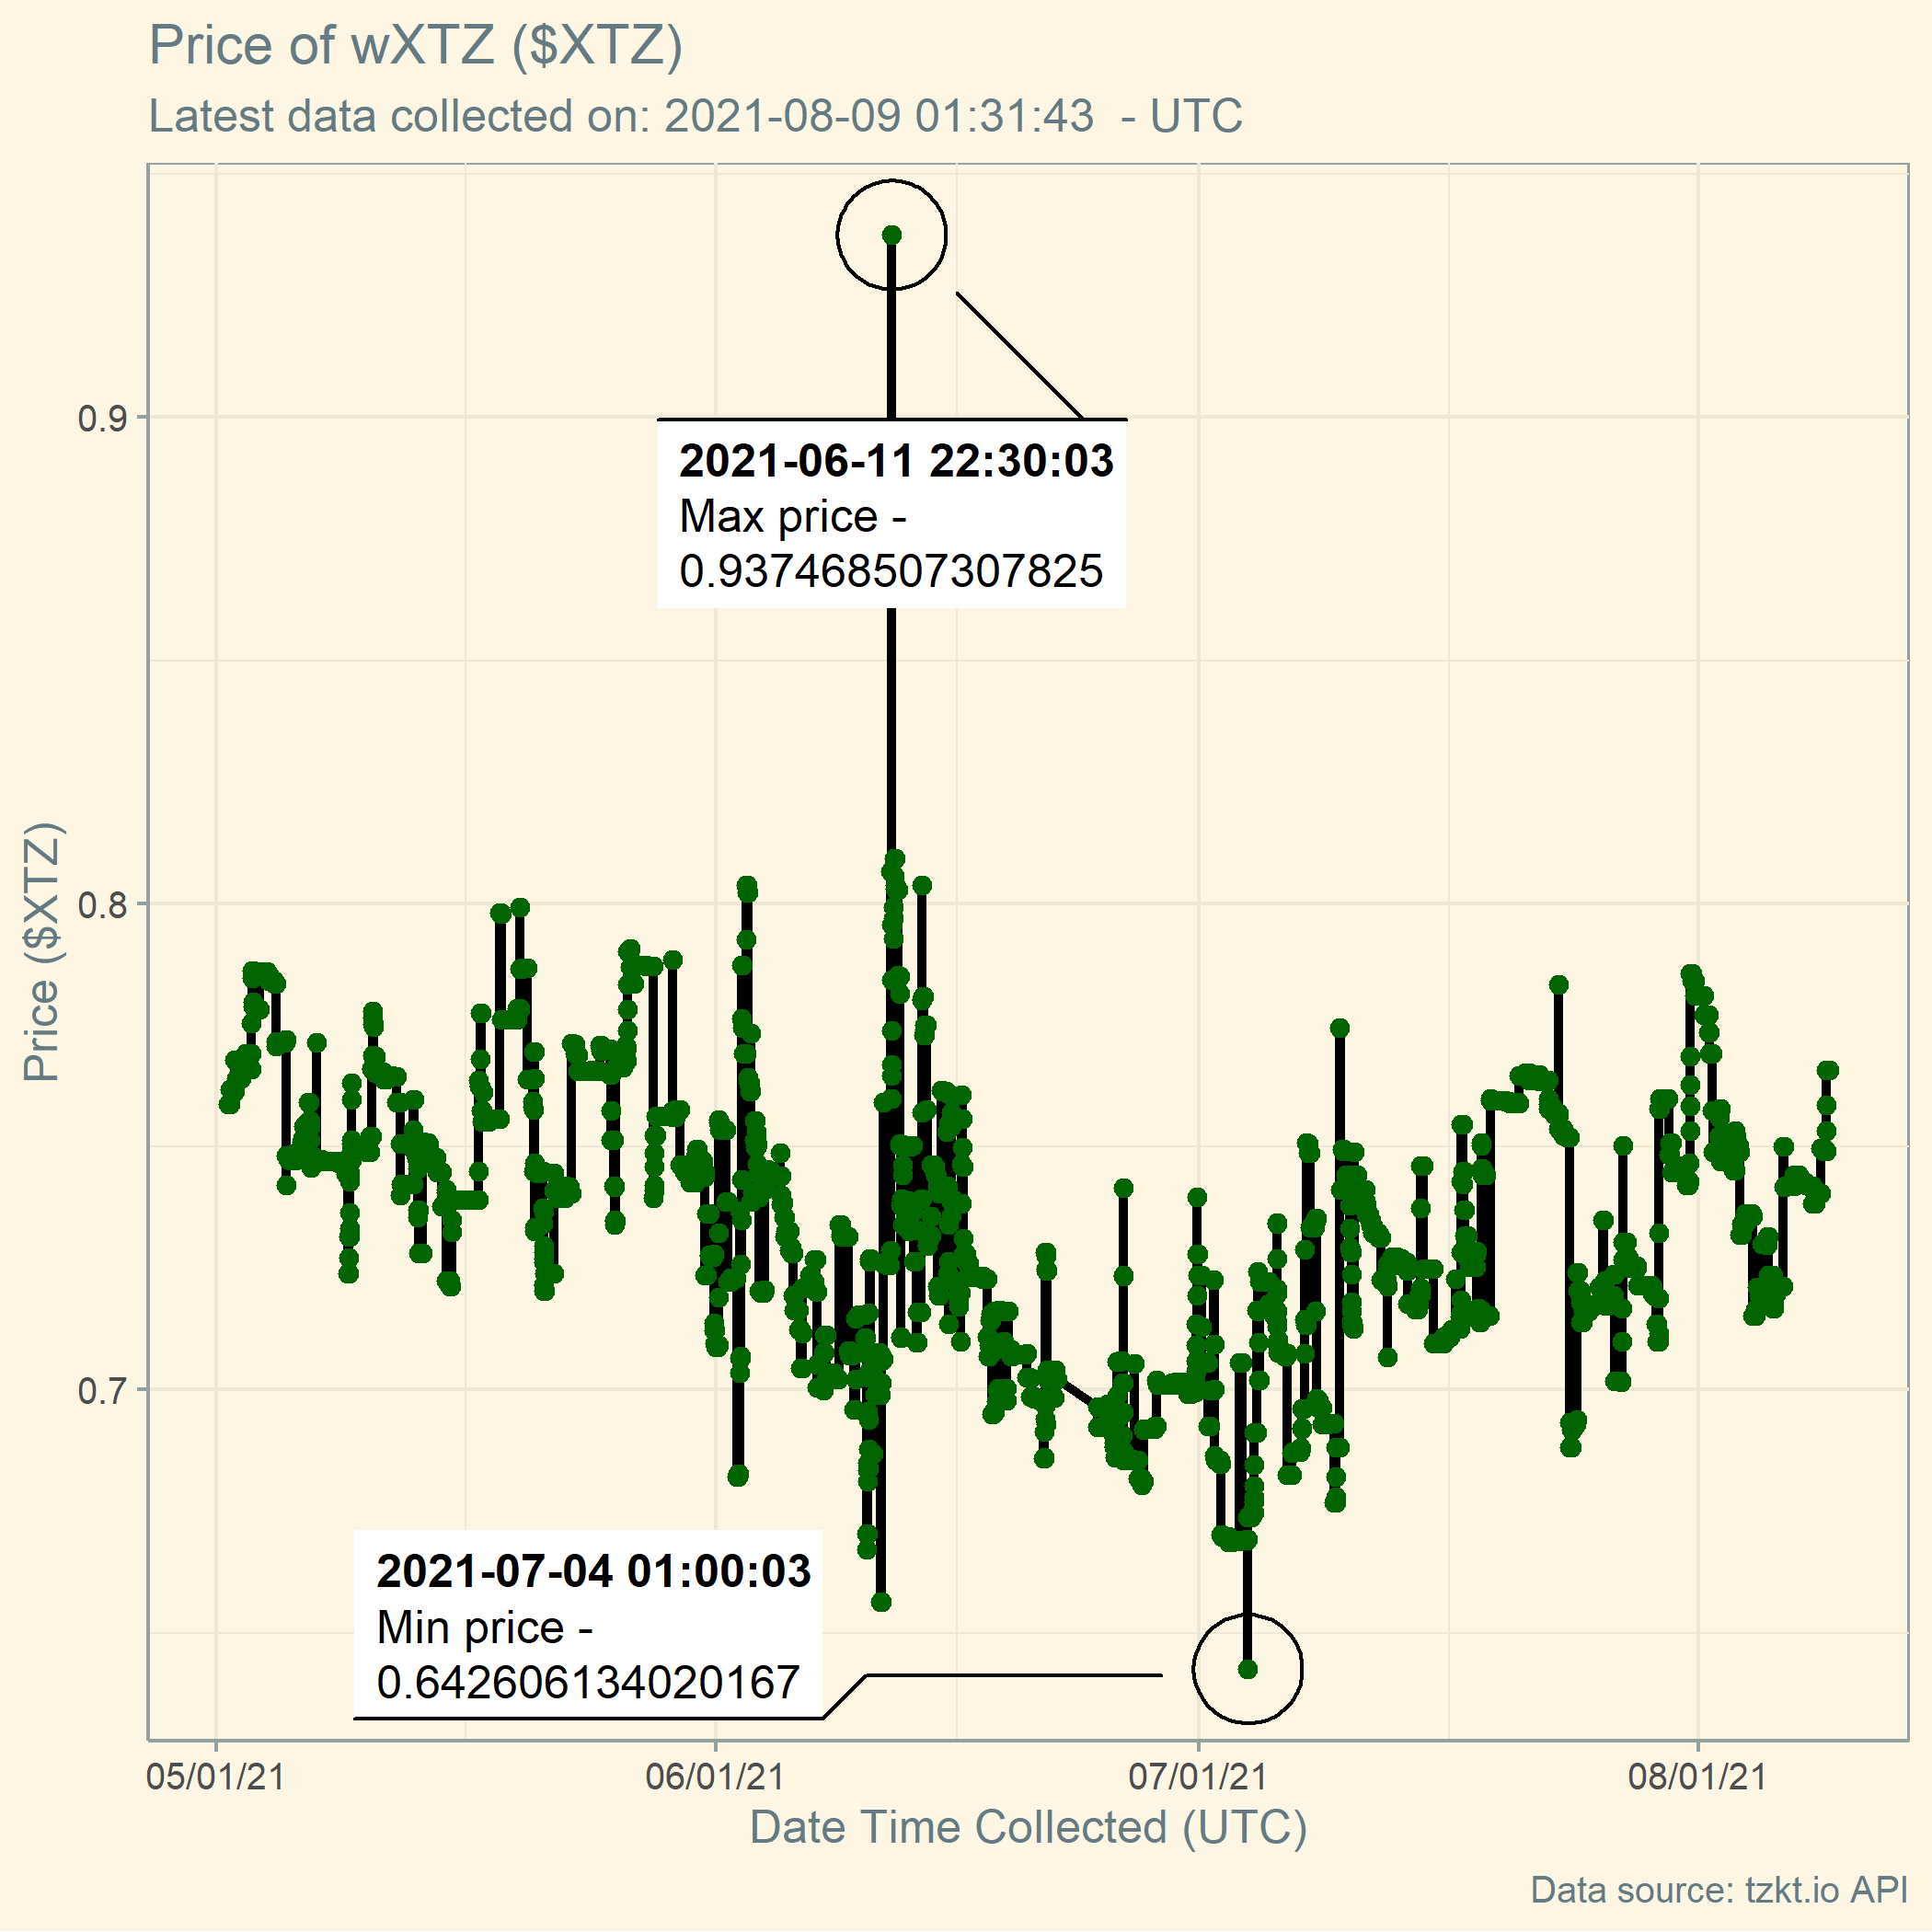 Price of wXTZ ($XTZ)
Latest data collected on: 2021-08-09 01:31:43  - UTC
Price ($XTZ)
0.9
0.8
0.7
2021-06-11 22:30:03
Max price -
0.937468507307825
2021-07-04 01:00:03
Min price -
0.642606134020167
05/01/21 06/01/21 07/01/21 08/01/21
Date Time Collected (UTC)
Data source: tzkt.io API